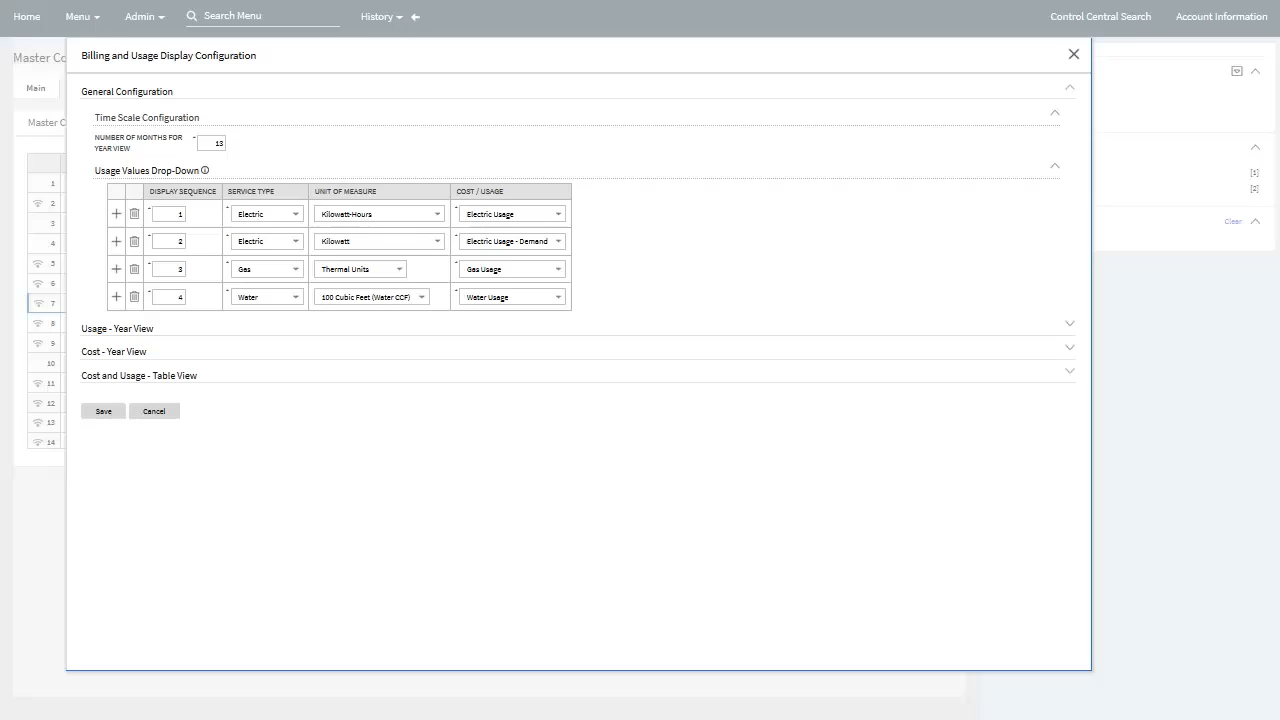 Home Menu Admin Search Menu History Control Central Search Account Information
Master Co
Main
Master C
1
2
3
4
5
6
7
8
9
10
11
12
13
14
Billing and Usage Display Configuration
General Configuration
Time Scale Configuration
NUMBER OF MONTHS FOR
YEAR VIEW
13
Usage Values Drop-Down
DISPLAY SEQUENCE SERVICE TYPE UNIT OF MEASURE COST / USAGE
1 Electric Kilowatt-Hours Electric Usage
2 Electric Kilowatt Electric Usage - Demand
3 Gas Thermal Units Gas Usage
4 Water 100 Cubic Feet (Water CCF) Water Usage
Usage - Year View
Cost - Year View
Cost and Usage - Table View
Save Cancel
[1]
[2]
Clear